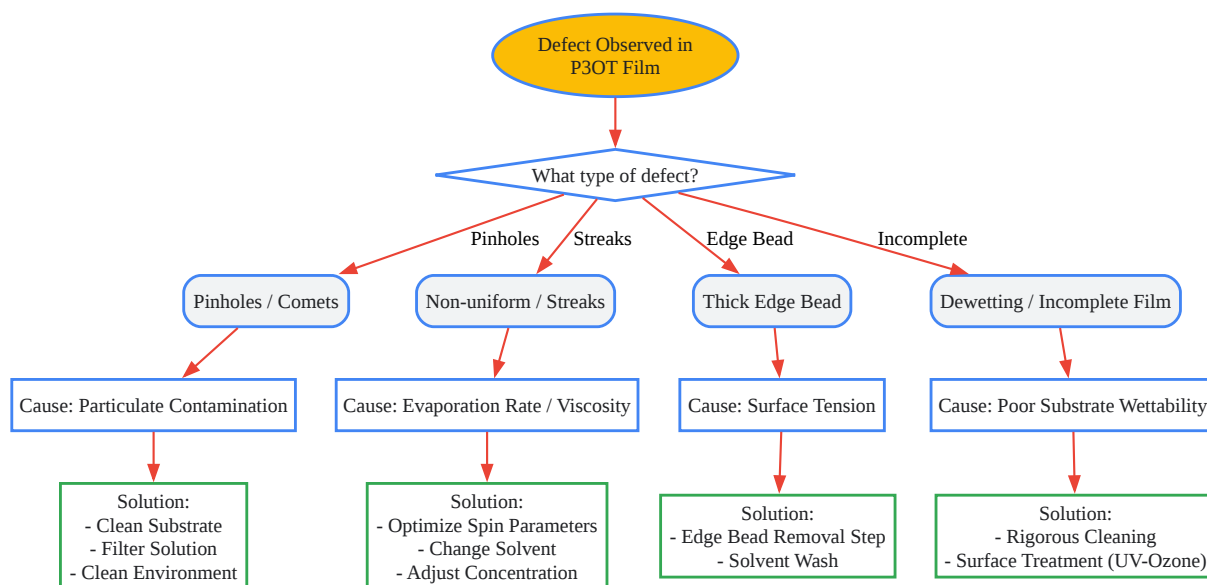 Defect Observed in
P3OT Film
What type of defect?
Pinholes
Streaks
Edge Bead
Incomplete
Pinholes / Comets
Non-uniform / Streaks
Thick Edge Bead
Dewetting / Incomplete Film
Cause: Particulate Contamination
Cause: Evaporation Rate / Viscosity
Cause: Surface Tension
Cause: Poor Substrate Wettability
Solution:
- Clean Substrate
- Filter Solution
- Clean Environment
Solution:
- Optimize Spin Parameters
- Change Solvent
- Adjust Concentration
Solution:
- Edge Bead Removal Step
- Solvent Wash
Solution:
- Rigorous Cleaning
- Surface Treatment (UV-Ozone)